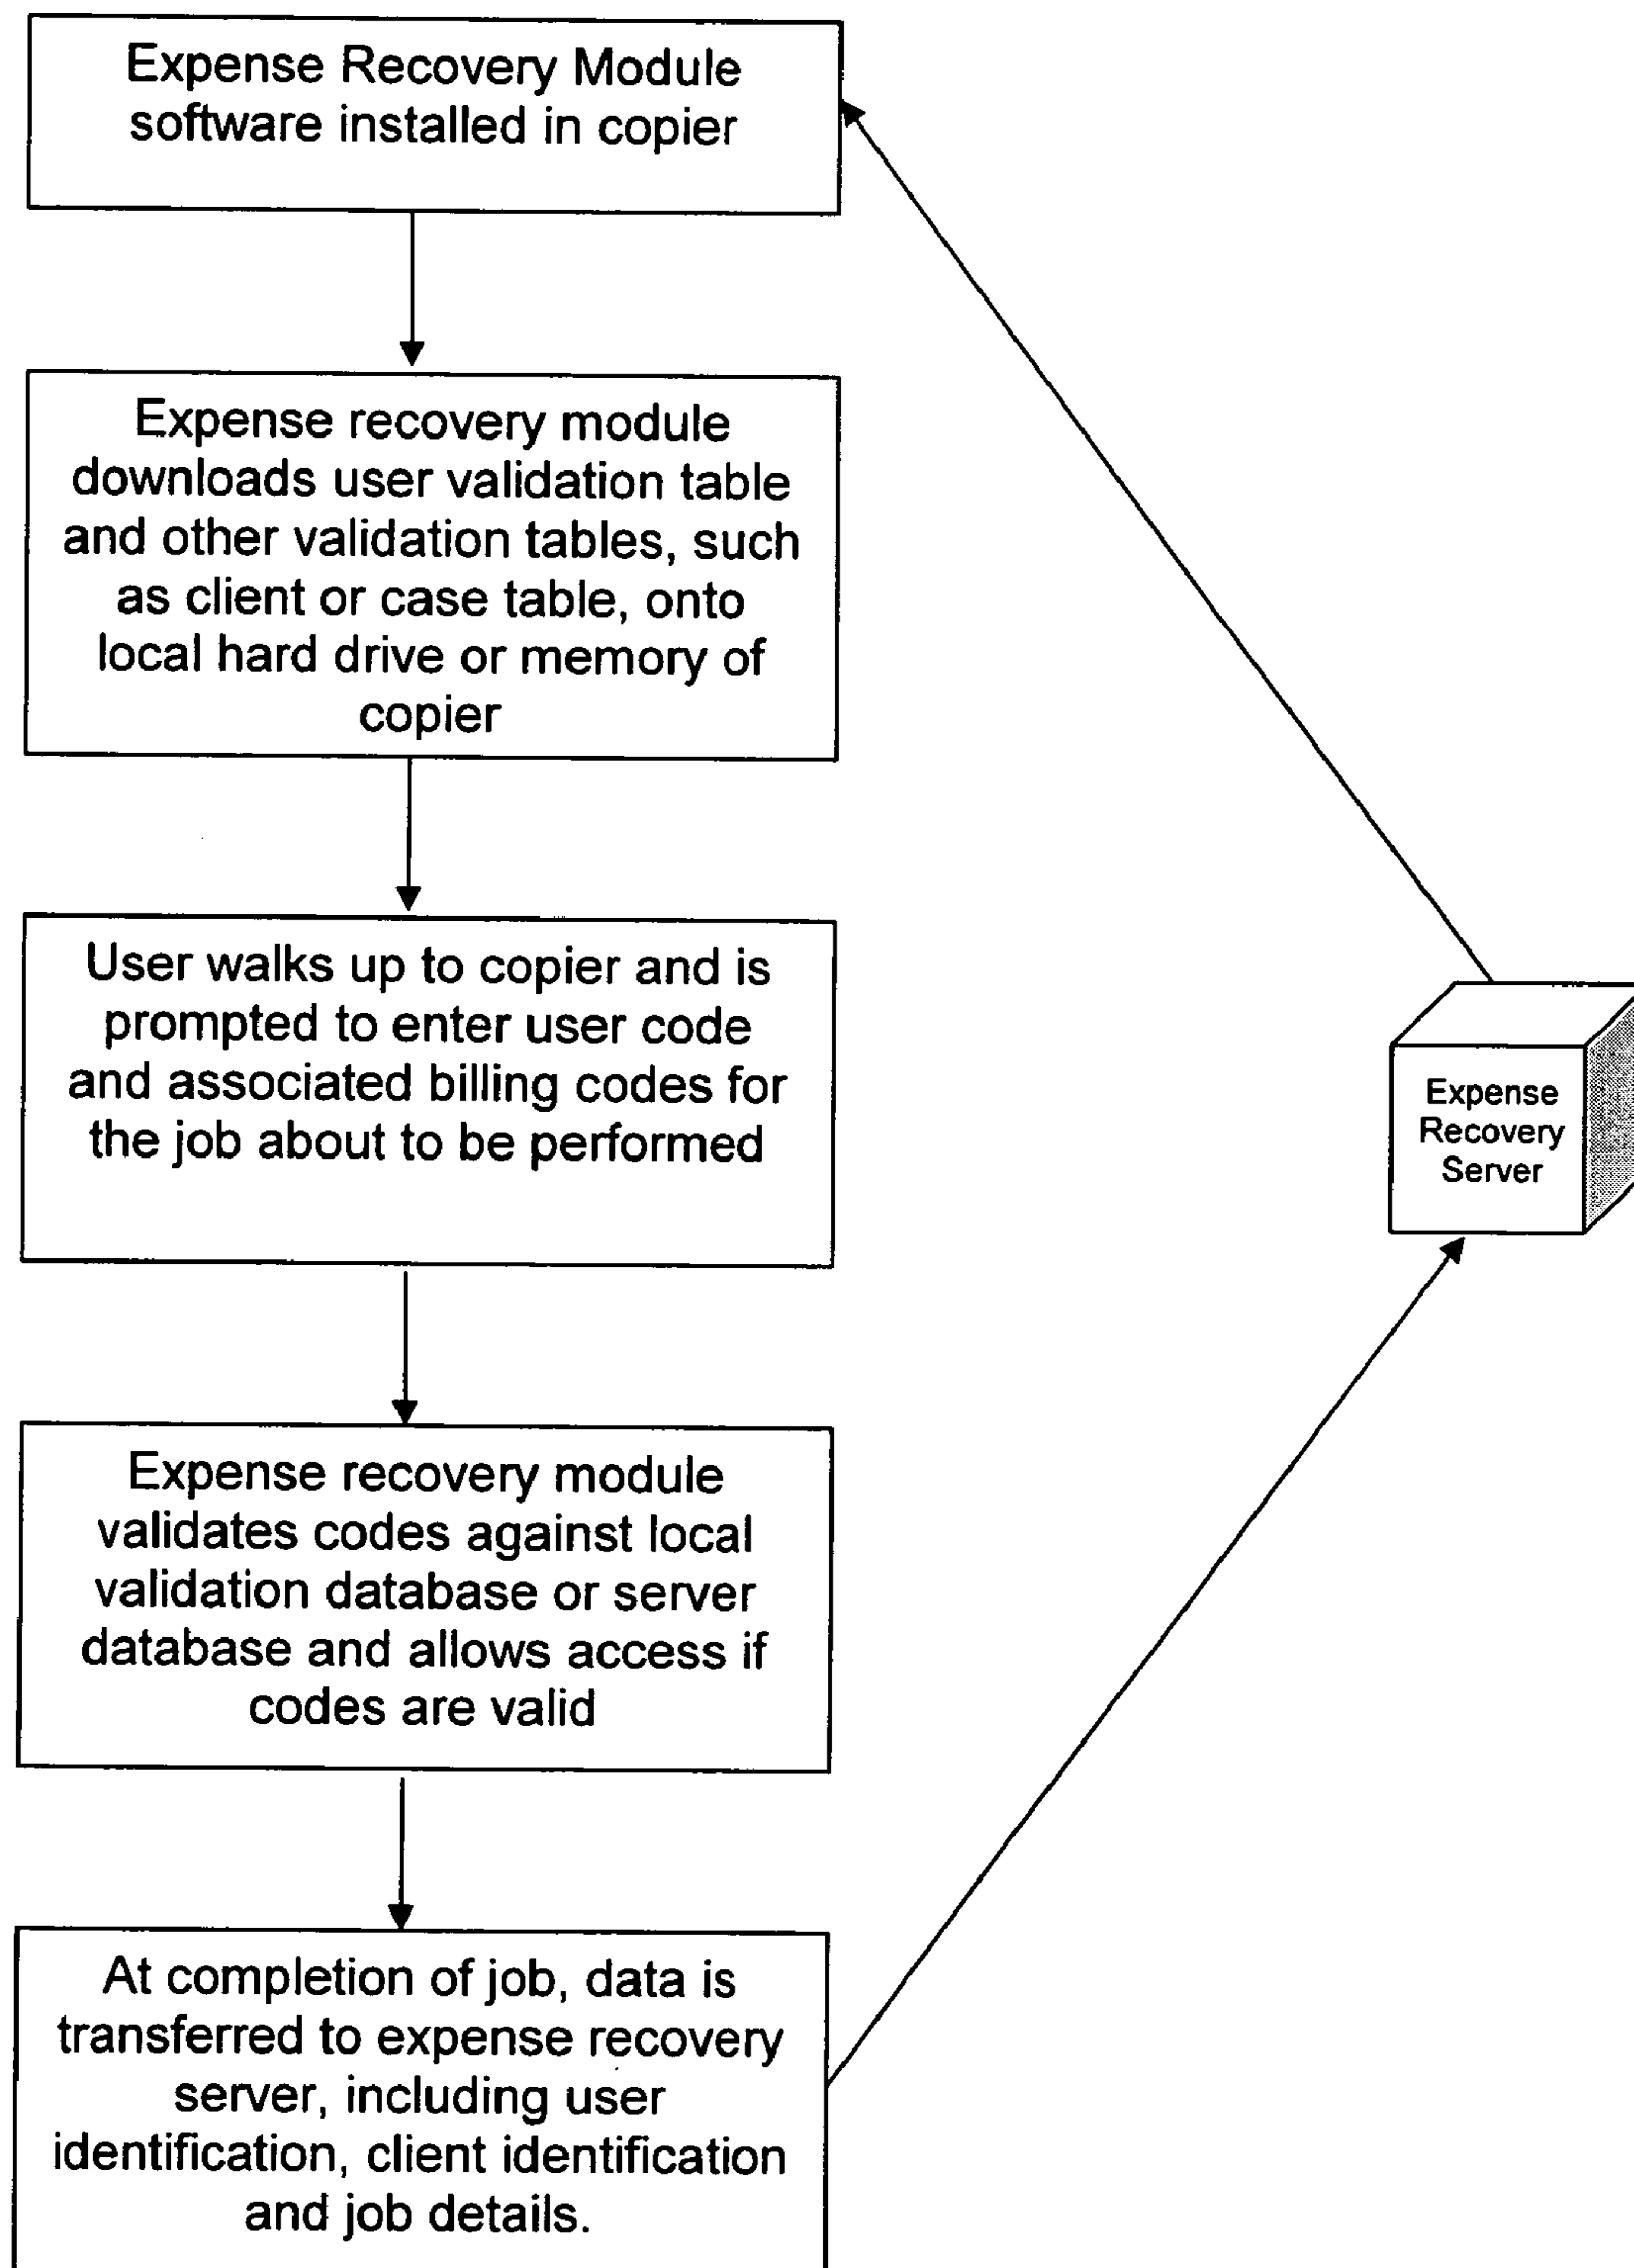 Expense Recovery Module
software installed in copier
Expense recovery module
downloads user validation table
and other validation tables, such
as client or case table, onto
local hard drive or memory of
copier
User walks up to copier and is
prompted to enter user code
and associated billing codes for
the job about to be performed
Expense
Recovery
Server
Expense recovery module
validates codes against local
validation database or server
database and allows access if
codes are valid
At completion of job, data is
transferred to expense recovery
server, including user
identification, client identification
and job details.